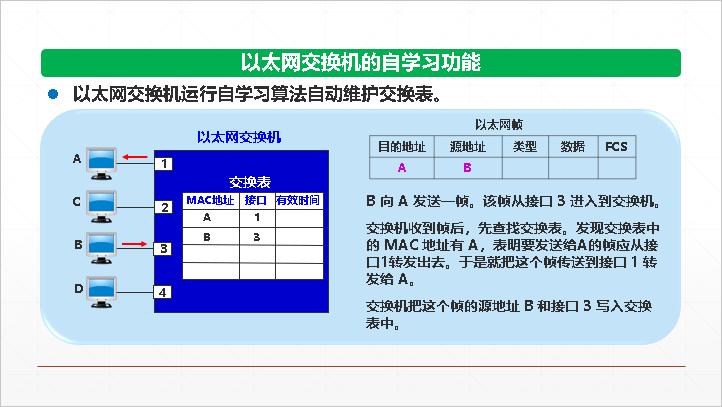 以太网交换机的自学习功能
以太网交换机运行自学习算法自动维护交换表。
以太网交换机
A
1
C
2
B
3
D
4
交换表
MAC地址 接口 有效时间
A 1
B 3
以太网帧
目的地址 源地址 类型 数据 FCS
A B
B 向 A 发送一帧。该帧从接口 3 进入到交换机。
交换机收到帧后，先查找交换表。发现交换表中
的 MAC 地址有 A，表明要发送给A的帧应从接
口1转发出去。于是就把这个帧传送到接口 1 转
发给 A。
交换机把这个帧的源地址 B 和接口 3 写入交换
表中。